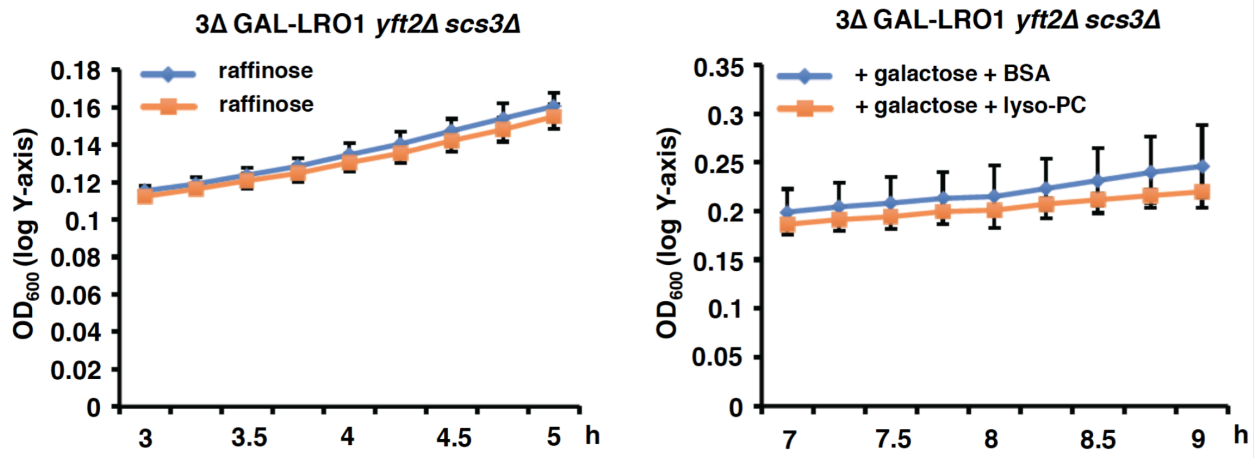 3Δ GAL-LRO1 yft2Δ scs3Δ
raffinose
raffinose
OD600 (log Y-axis)
0.18
0.16
0.14
0.12
0.1
0.08
0.06
0.04
0.02
0
3 3.5 4 4.5 5 h
3Δ GAL-LRO1 yft2Δ scs3Δ
+ galactose + BSA
+ galactose + lyso-PC
OD600 (log Y-axis)
0.35
0.3
0.25
0.2
0.15
0.1
0.05
0
7 7.5 8 8.5 9 h